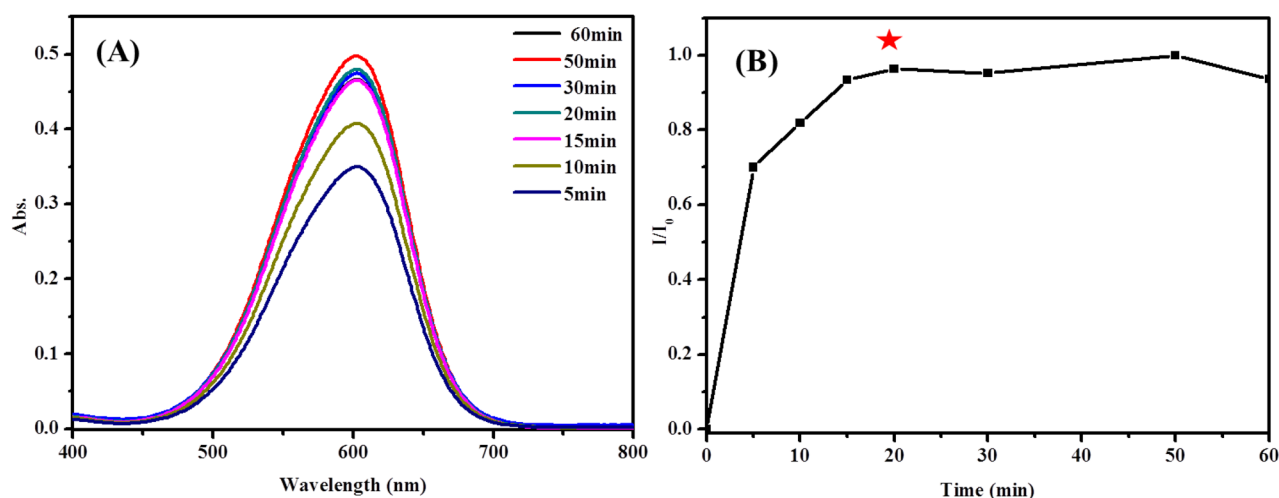 (A)
60min
50min
30min
20min
15min
10min
5min
Abs.
0.5
0.4
0.3
0.2
0.1
0.0
400 500 600 700 800
Wavelength (nm)
(B)
I/I0
1.0
0.8
0.6
0.4
0.2
0.0
0 10 20 30 40 50 60
Time (min)